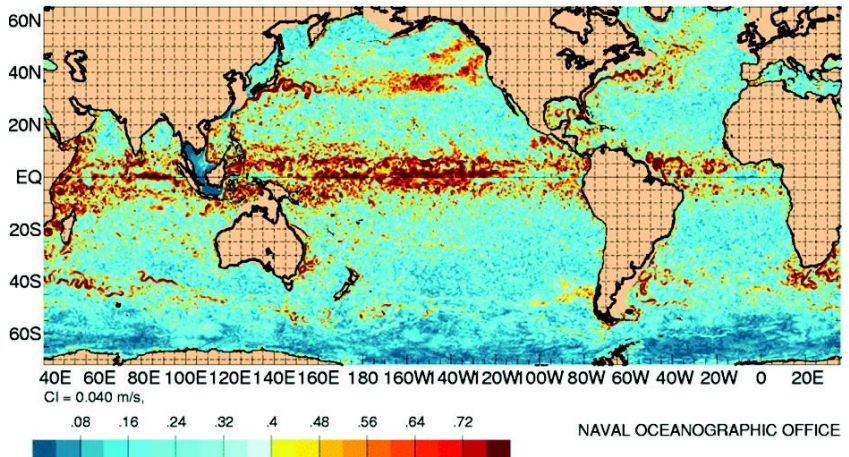 60N
40N
20N
EQ
20S
40S
60S
40E 60E 80E 100E 120E 140E 160E 180 160W 140W 120W 100W 80W 60W 40W 20W 0 20E
CI = 0.040 m/s,
.08 .16 .24 .32 .4 .48 .56 .64 .72
NAVAL OCEANOGRAPHIC OFFICE